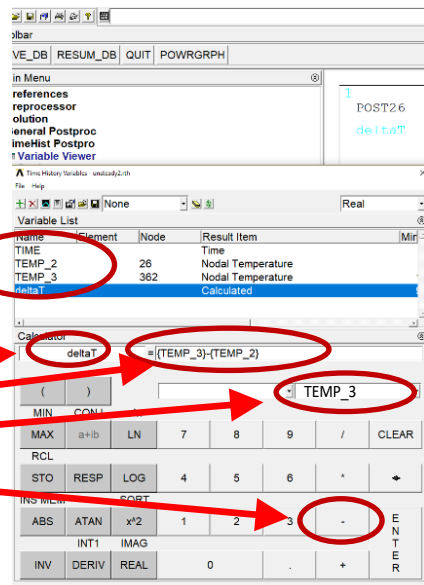 olbar
VE_DB RESUM_DB QUIT POWRGRPH
in Menu
references
reprocessor
olution
eneral Postproc
imeHist Postpro
Variable Viewer
1
POST26
deltaT
Time History Variables - unsteady2.rth
File Help
None Real
Variable List
Name Element Node Result Item Min
TIME Time
TEMP_2 26 Nodal Temperature
TEMP_3 362 Nodal Temperature
deltaT Calculated
Calculator
deltaT = {TEMP_3}-{TEMP_2}
( ) TEMP_3
MIN CONJ
MAX a+ib LN 7 8 9 / CLEAR
RCL
STO RESP LOG 4 5 6 *
INS MEM SQRT
ABS ATAN x^2 1 2 3 - ENTER
INT1 IMAG
INV DERIV REAL 0 . +